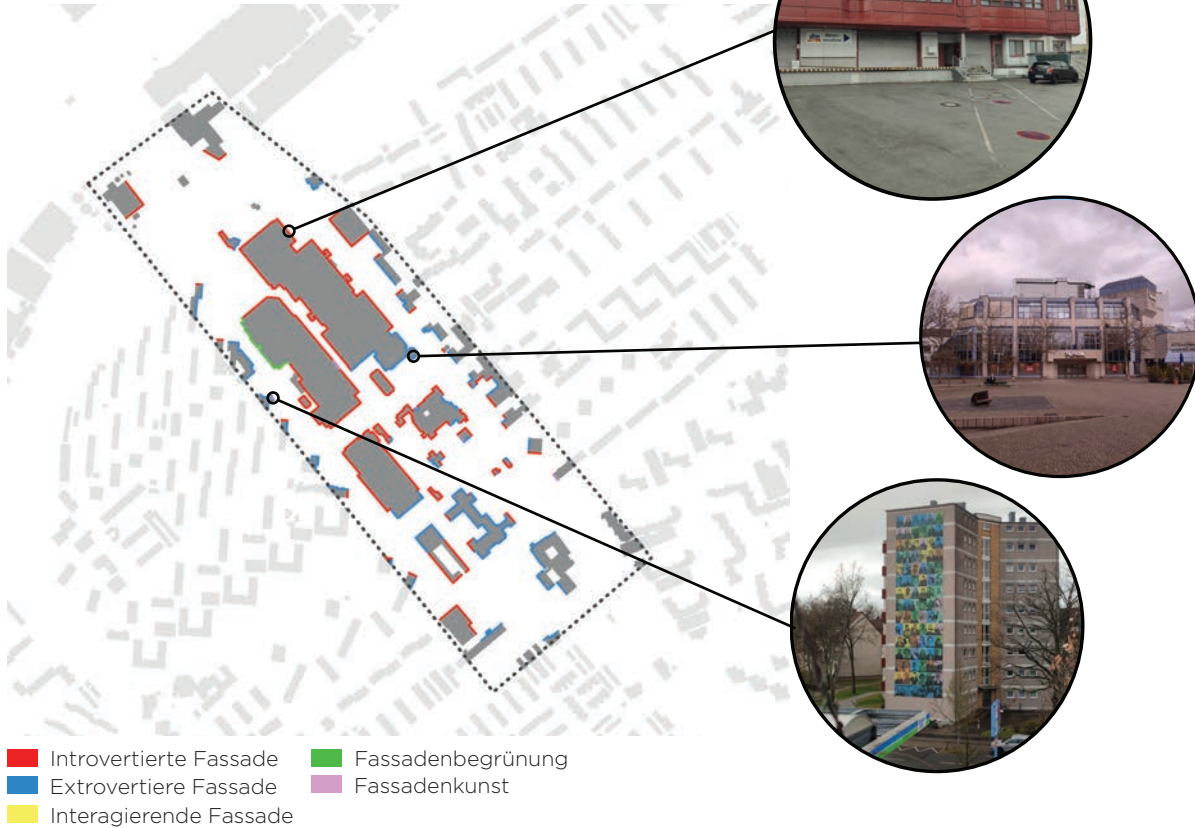 Introvertierte Fassade
Extrovertiere Fassade
Interagierende Fassade
Fassadenbegrünung
Fassadenkunst